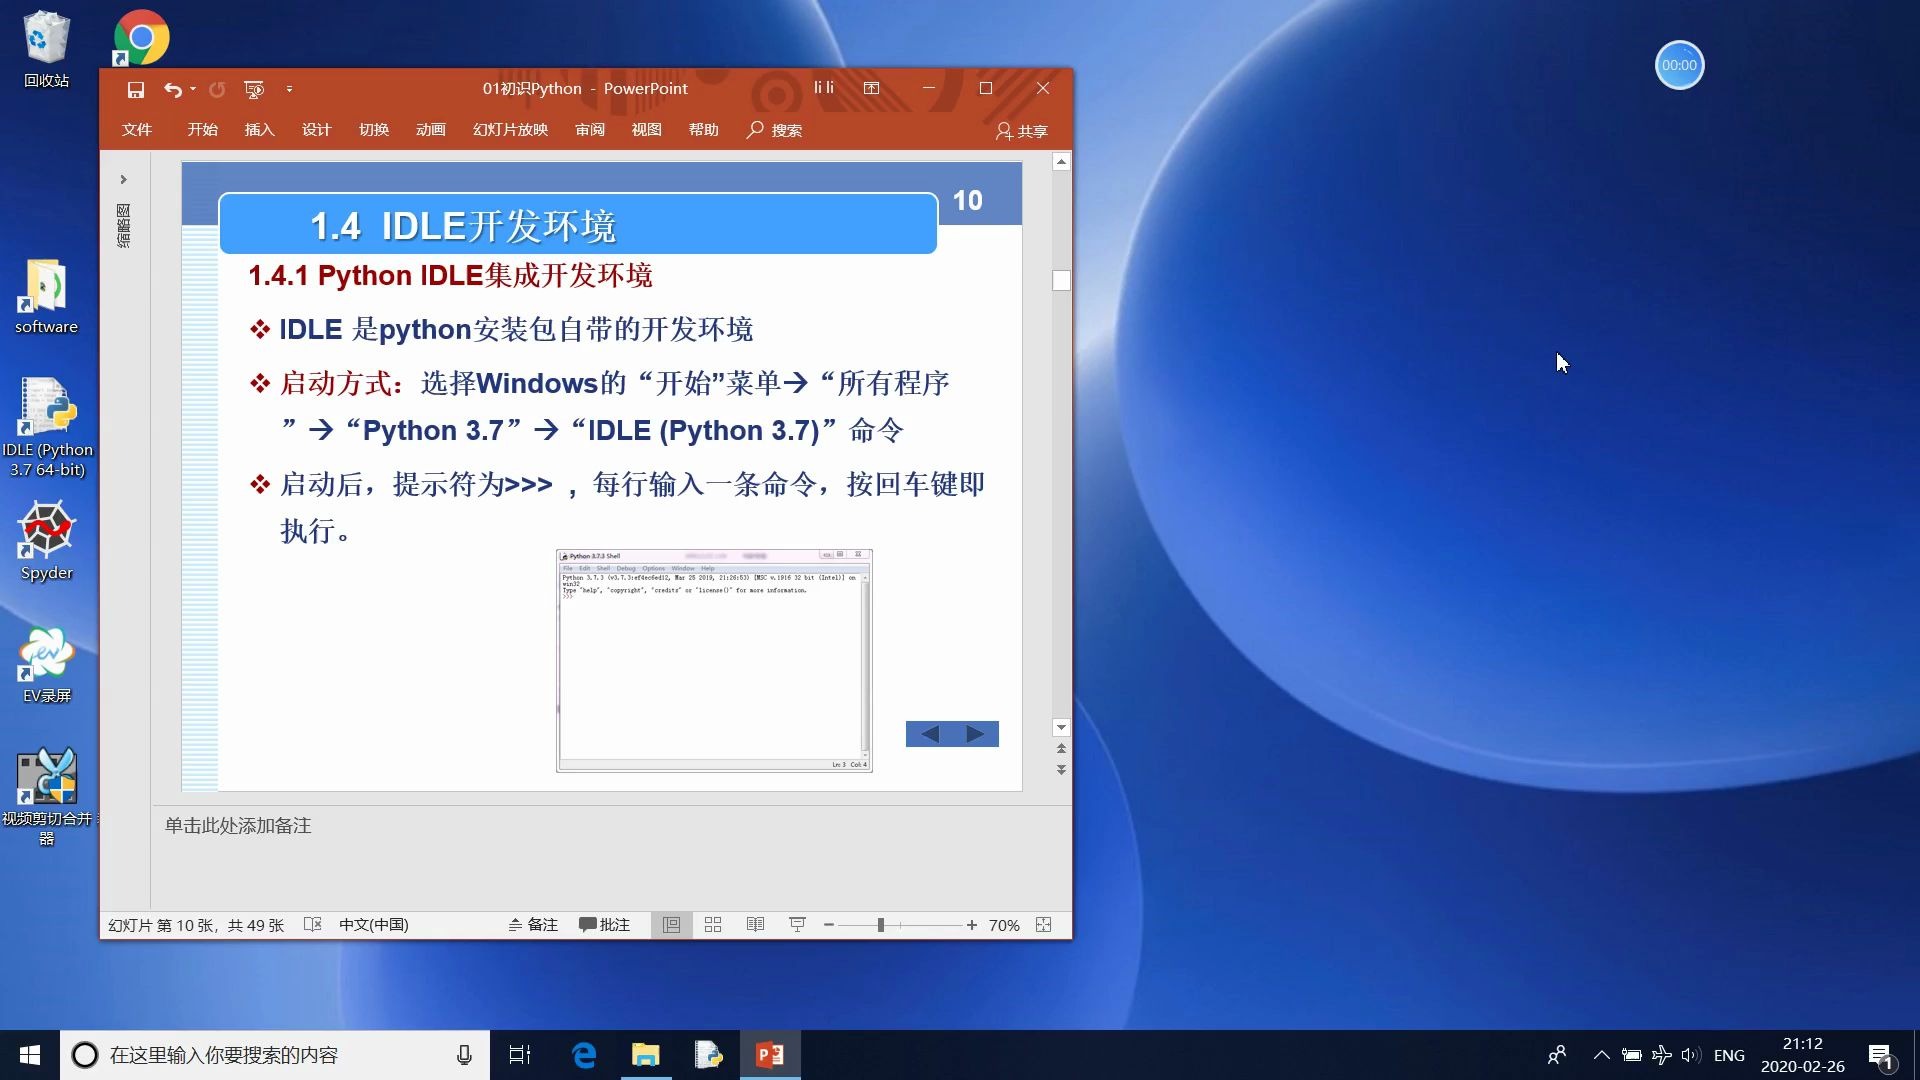 回收站
software
IDLE (Python
3.7 64-bit)
Spyder
EV录屏
视频剪切合并
器
01初识Python - PowerPoint
li li
文件 开始 插入 设计 切换 动画 幻灯片放映 审阅 视图 帮助 搜索 共享
缩略图
10
1.4 IDLE开发环境
1.4.1 Python IDLE集成开发环境
❖ IDLE 是python安装包自带的开发环境
❖ 启动方式：选择Windows的“开始”菜单→“所有程序
”→“Python 3.7”→“IDLE (Python 3.7)”命令
❖ 启动后，提示符为>>> ，每行输入一条命令，按回车键即
执行。
Python 3.7.3 Shell
File Edit Shell Debug Options Window Help
Python 3.7.3 (v3.7.3:ef4ec6ed12, Mar 25 2019, 21:26:53) [MSC v.1916 32 bit (Intel)] on
win32
Type "help", "copyright", "credits" or "license()" for more information.
>>>
Ln: 3 Col: 4
单击此处添加备注
幻灯片 第 10 张，共 49 张 中文(中国) 备注 批注 70%
00:00
在这里输入你要搜索的内容
ENG
21:12
2020-02-26
1